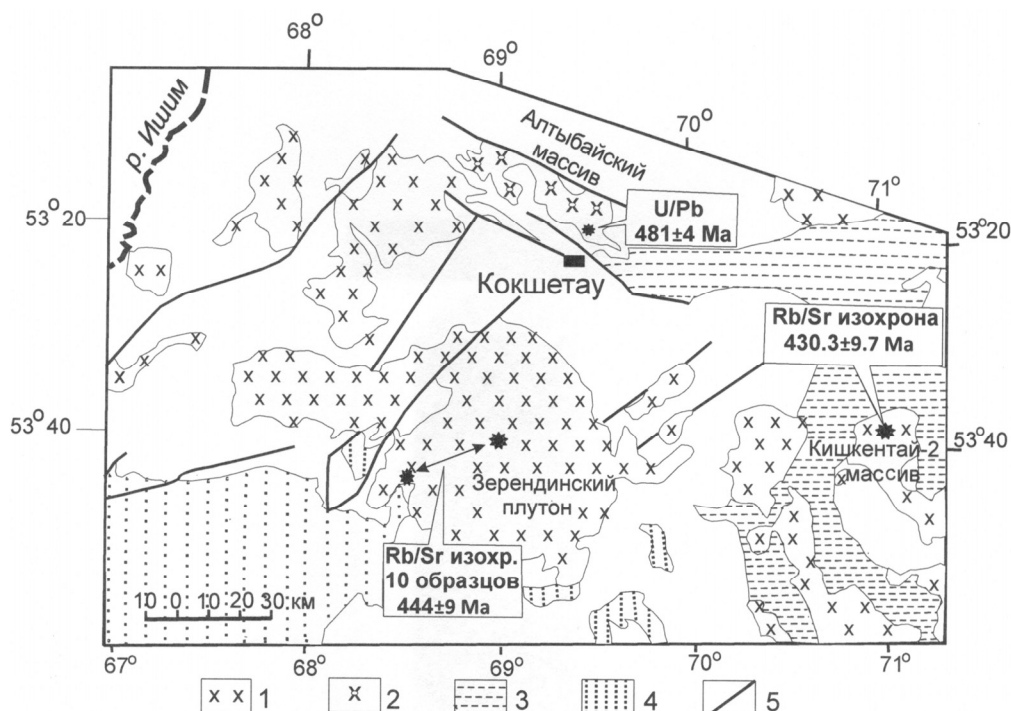 68°
69°
70°
71°
р. Ишим
Алтыбайский
массив
U/Pb
481±4 Ma
53°20
53°20
Кокшетау
Rb/Sr изохрона
430.3±9.7 Ma
53°40
53°40
Кишкентай-2
массив
Зерендинский
плутон
Rb/Sr изохр.
10 образцов
444±9 Ma
10 0 10 20 30 км
67°
68°
69°
70°
71°
1
2
3
4
5